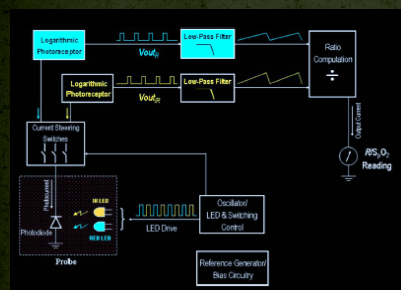 Logarithmic
Photoreceptor
Vout_R
Low-Pass Filter
Logarithmic
Photoreceptor
Vout_IR
Low-Pass Filter
Ratio
Computation
÷
Output Current
R/S_pO_2
Reading
Current Steering
Switches
Photocurrent
Photodiode
IR LED
RED LED
Probe
LED Drive
Oscillator/
LED & Switching
Control
Reference Generator/
Bias Circuitry